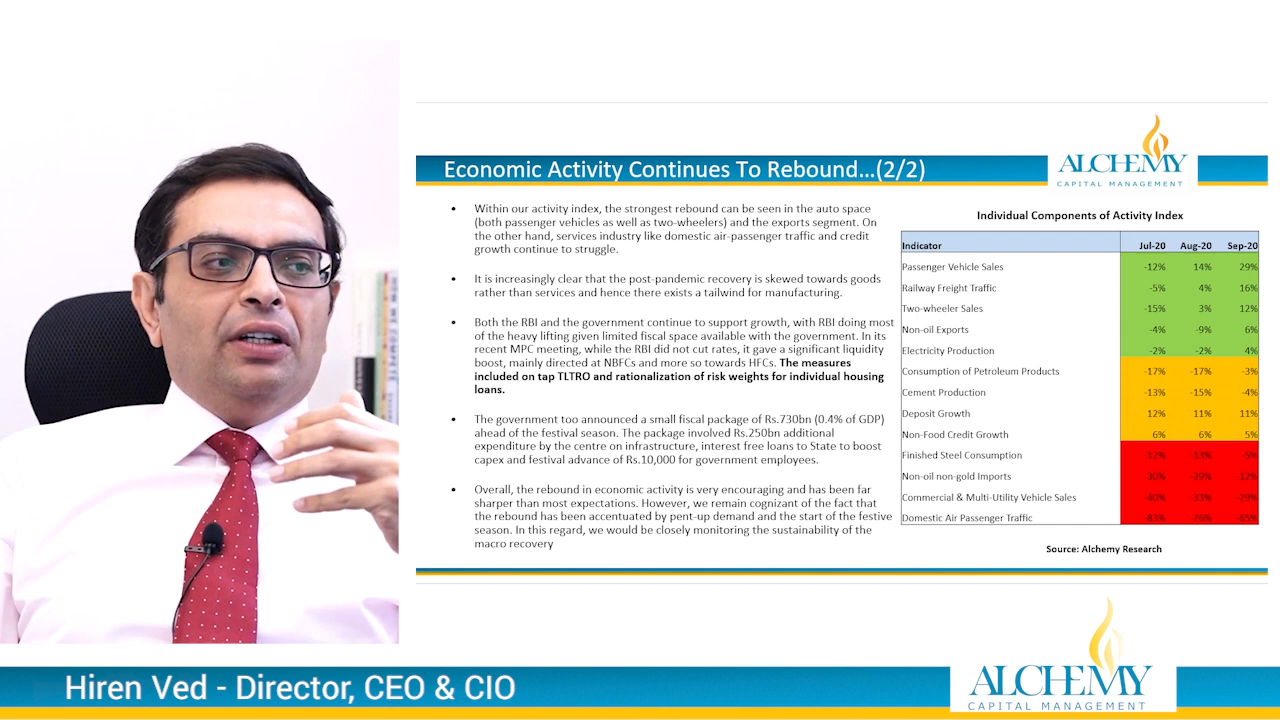 Economic Activity Continues To Rebound...(2/2)
ALCHEMY
CAPITAL MANAGEMENT
• Within our activity index, the strongest rebound can be seen in the auto space
(both passenger vehicles as well as two-wheelers) and the exports segment. On
the other hand, services industry like domestic air-passenger traffic and credit
growth continue to struggle.
• It is increasingly clear that the post-pandemic recovery is skewed towards goods
rather than services and hence there exists a tailwind for manufacturing.
• Both the RBI and the government continue to support growth, with RBI doing most
of the heavy lifting given limited fiscal space available with the government. In its
recent MPC meeting, while the RBI did not cut rates, it gave a significant liquidity
boost, mainly directed at NBFCs and more so towards HFCs. The measures
included on tap TLTRO and rationalization of risk weights for individual housing
loans.
• The government too announced a small fiscal package of Rs.730bn (0.4% of GDP)
ahead of the festival season. The package involved Rs.250bn additional
expenditure by the centre on infrastructure, interest free loans to State to boost
capex and festival advance of Rs.10,000 for government employees.
• Overall, the rebound in economic activity is very encouraging and has been far
sharper than most expectations. However, we remain cognizant of the fact that
the rebound has been accentuated by pent-up demand and the start of the festive
season. In this regard, we would be closely monitoring the sustainability of the
macro recovery
Individual Components of Activity Index
Indicator Jul-20 Aug-20 Sep-20
Passenger Vehicle Sales -12% 14% 29%
Railway Freight Traffic -5% 4% 16%
Two-wheeler Sales -15% 3% 12%
Non-oil Exports -4% -9% 6%
Electricity Production -2% -2% 4%
Consumption of Petroleum Products -17% -17% -3%
Cement Production -13% -15% -4%
Deposit Growth 12% 11% 11%
Non-Food Credit Growth 6% 6% 5%
Finished Steel Consumption
Non-oil non-gold Imports -30% -29% -12%
Commercial & Multi-Utility Vehicle Sales -40% -33% -29%
Domestic Air Passenger Traffic -83% -76% -65%
Source: Alchemy Research
Hiren Ved - Director, CEO & CIO
ALCHEMY
CAPITAL MANAGEMENT